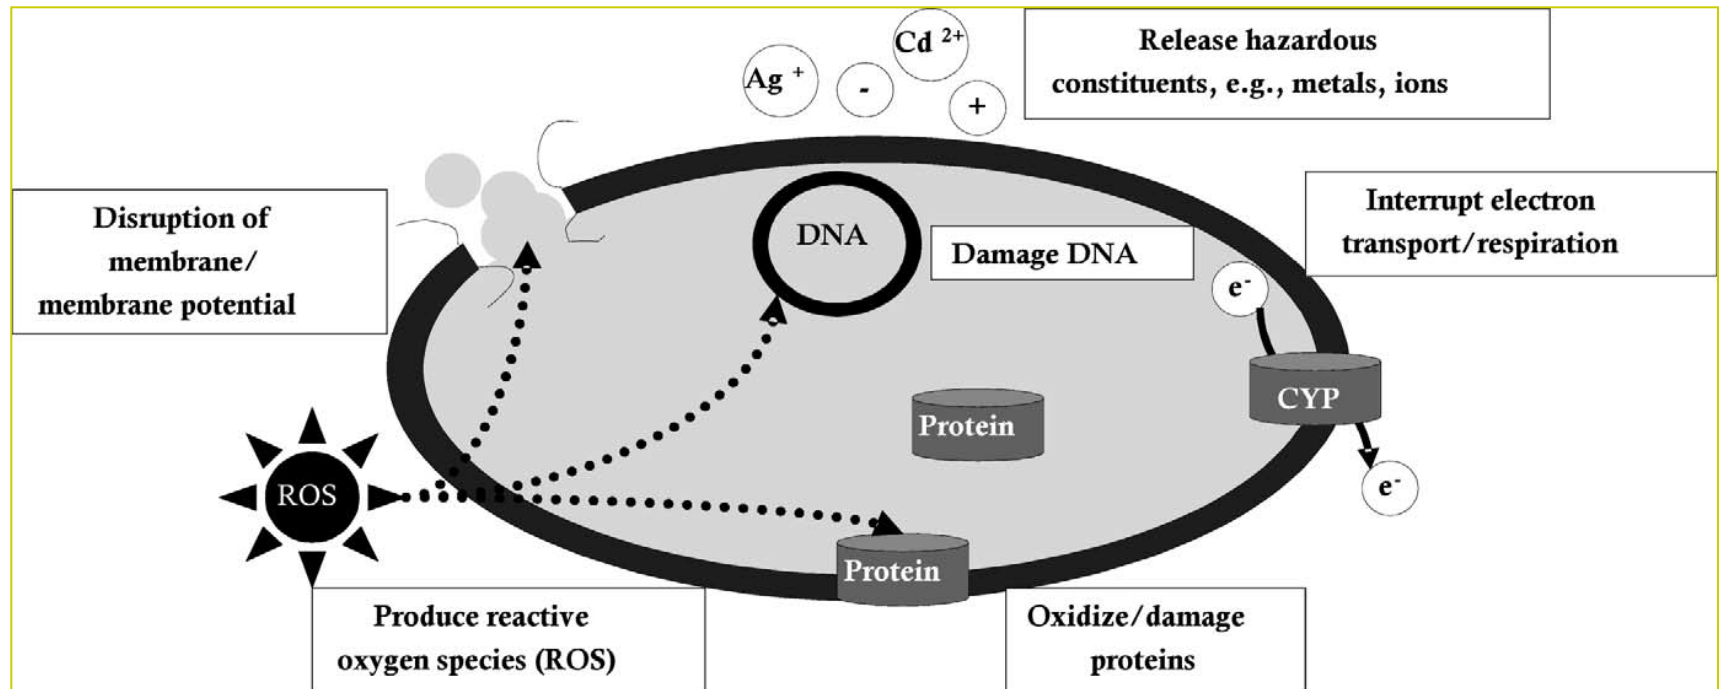 Release hazardous
constituents, e.g., metals, ions
Cd 2+
Ag +
-
+
Disruption of
membrane/
membrane potential
Interrupt electron
transport/respiration
DNA
Damage DNA
e-
CYP
e-
Protein
ROS
Protein
Produce reactive
oxygen species (ROS)
Oxidize/damage
proteins